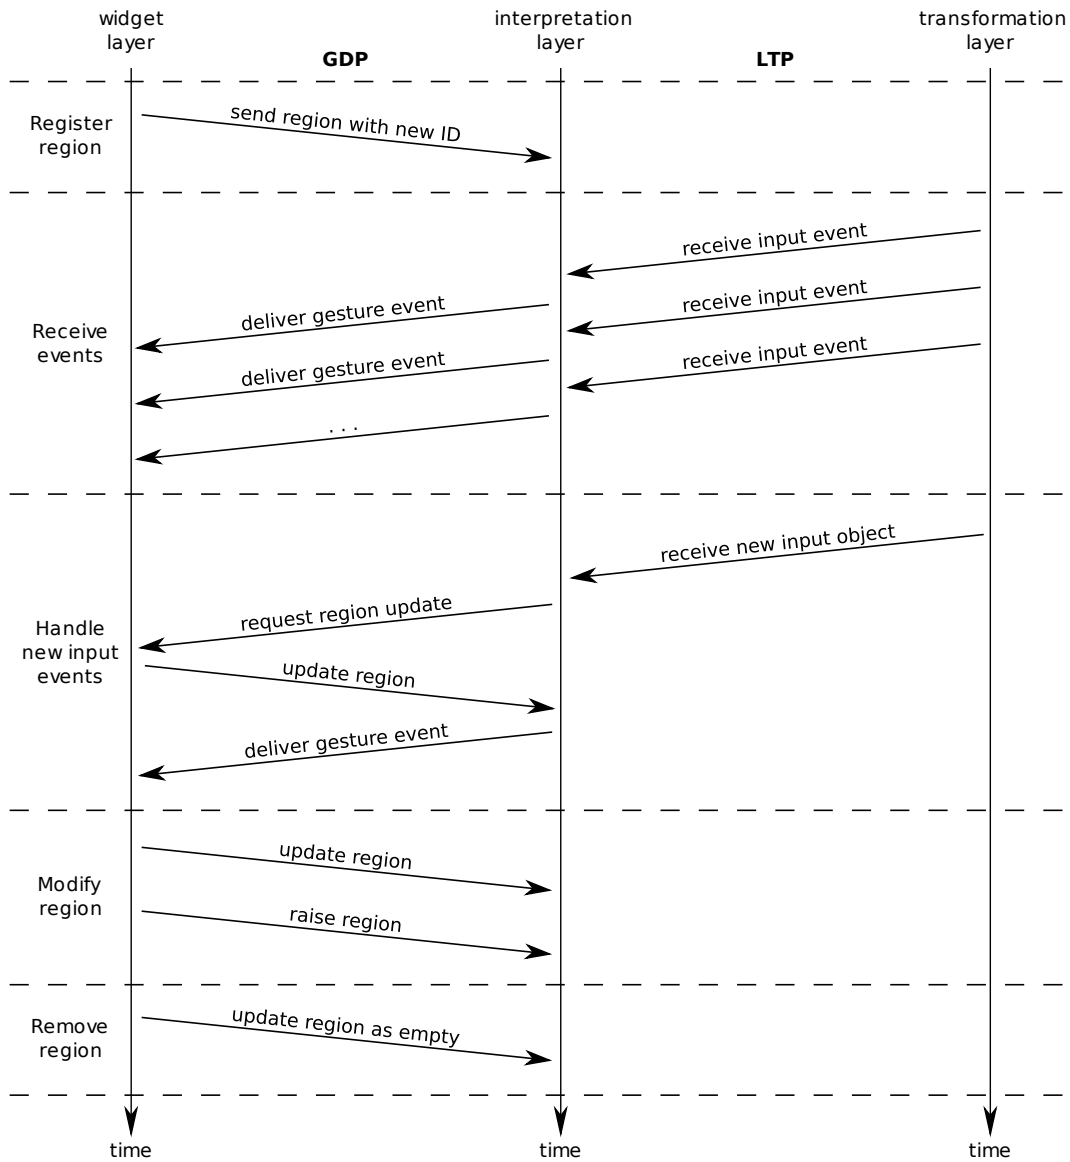 widget
layer
interpretation
layer
transformation
layer
GDP
LTP
Register
region
send region with new ID
Receive
events
receive input event
receive input event
deliver gesture event
receive input event
deliver gesture event
. . .
Handle
new input
events
receive new input object
request region update
update region
deliver gesture event
Modify
region
update region
raise region
Remove
region
update region as empty
time
time
time